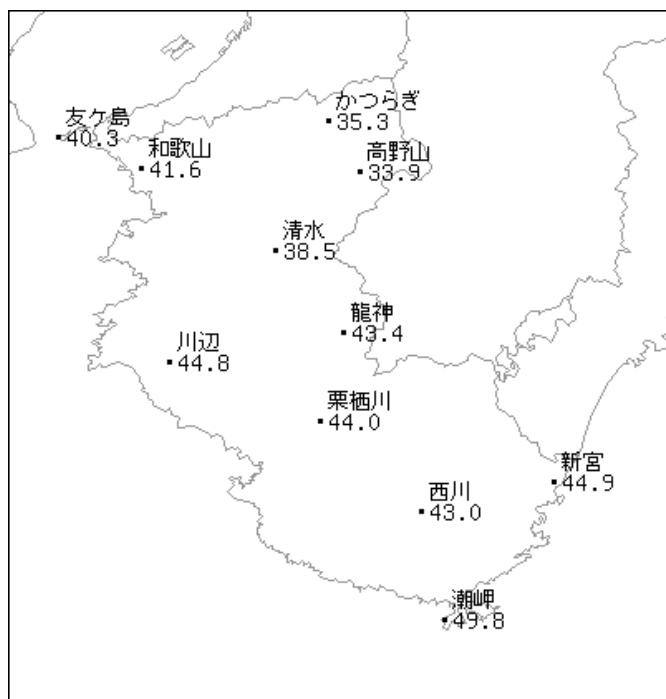 かつらぎ
35.3
友ケ島
40.3
和歌山
41.6
高野山
33.9
清水
38.5
龍神
43.4
川辺
44.8
栗栖川
44.0
新宮
44.9
西川
43.0
潮岬
49.8